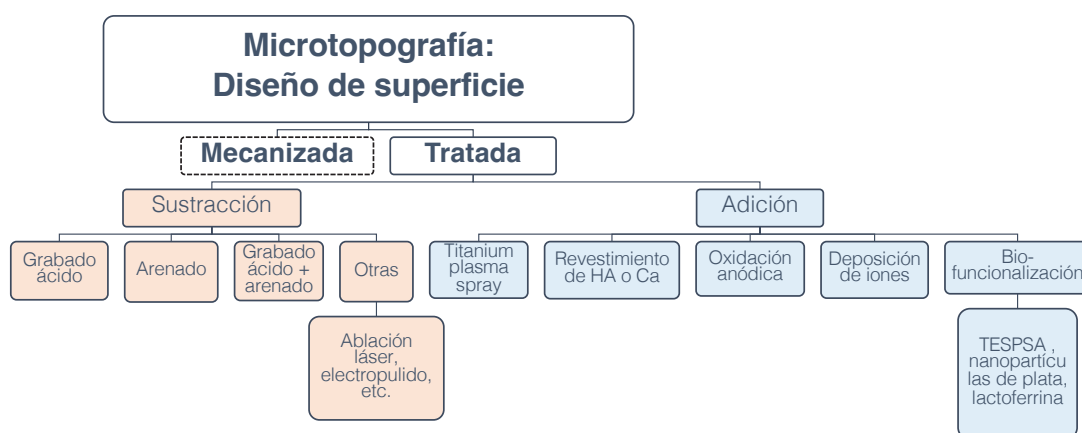 Microtopografía:
Diseño de superficie
Mecanizada
Tratada
Sustracción
Adición
Grabado
ácido
Arenado
Grabado
ácido +
arenado
Otras
Titanium
plasma
spray
Revestimiento
de HA o Ca
Oxidación
anódica
Deposición
de iones
Bio-
funcionalización
Ablación
láser,
electropulido,
etc.
TESPSA ,
nanopartícu
las de plata,
lactoferrina